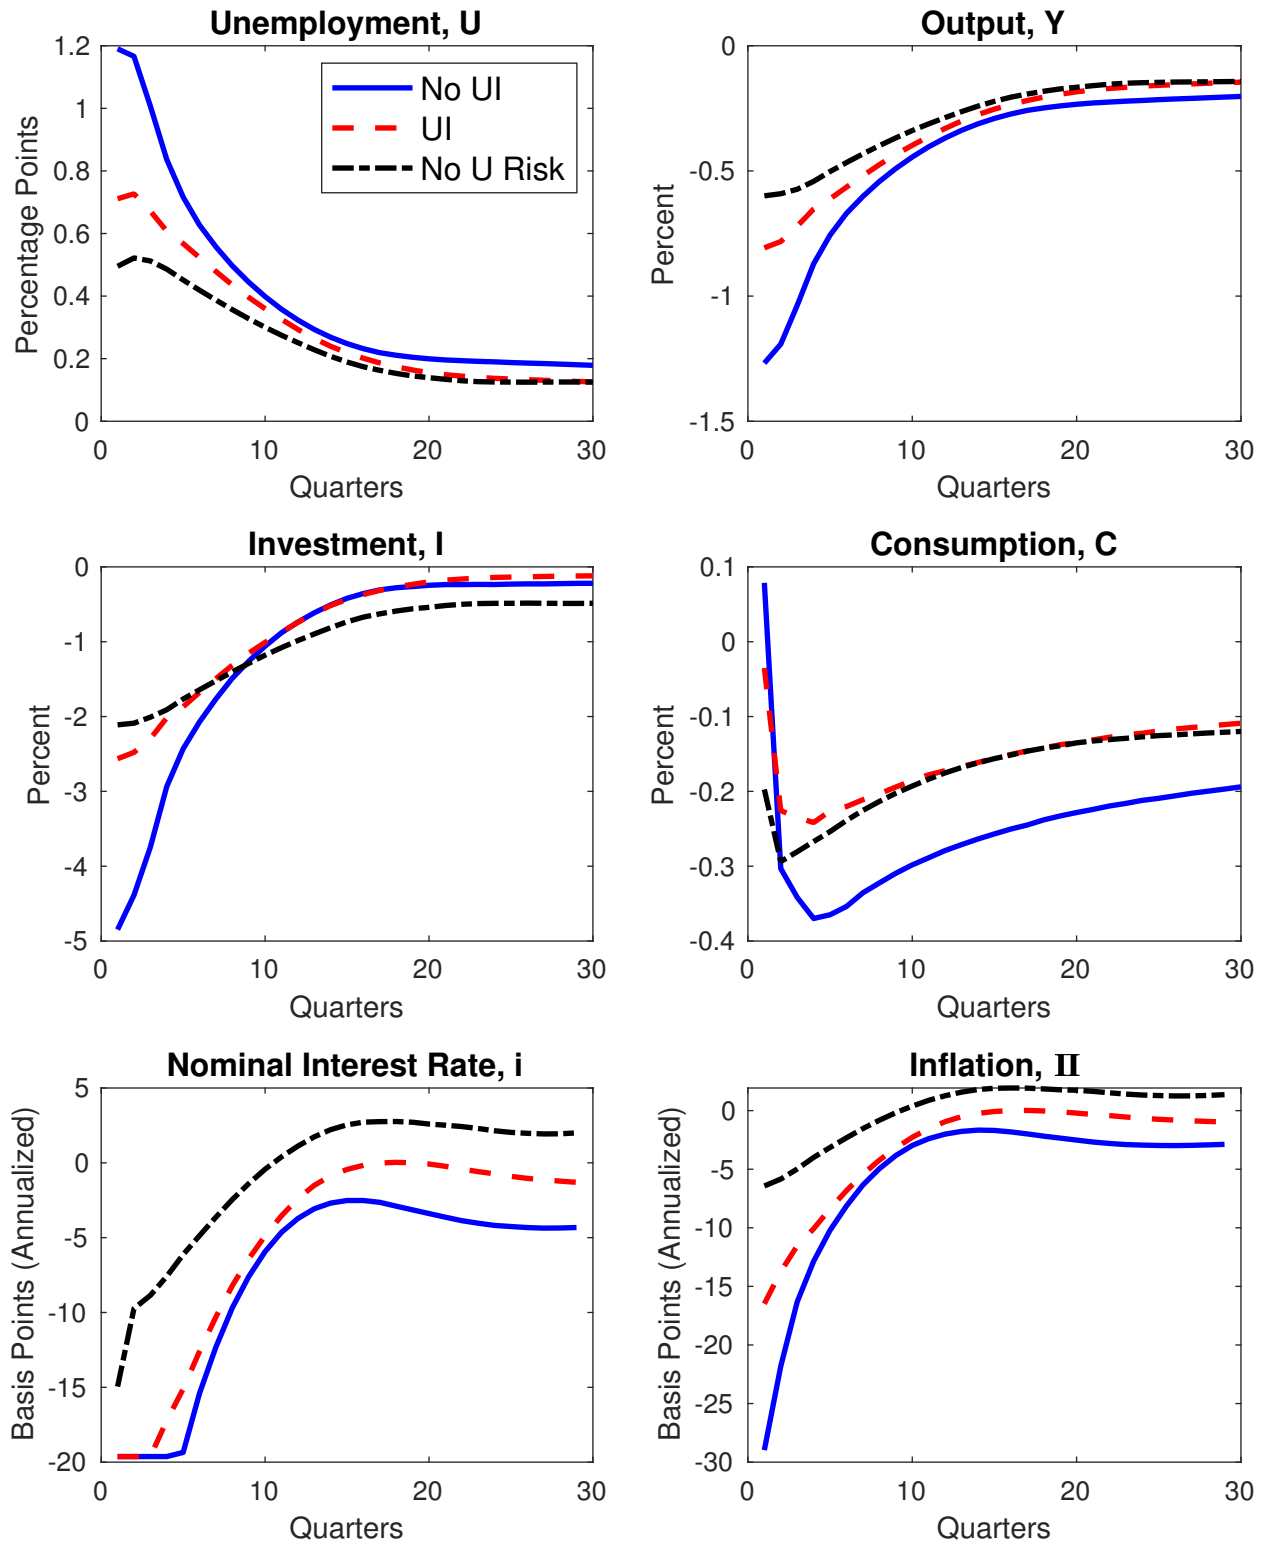 Unemployment, U
1.2
1
0.8
0.6
0.4
0.2
0
Percentage Points
No UI
UI
No U Risk
0
10
20
30
Quarters
Output, Y
0
-0.5
-1
-1.5
Percent
0
10
20
30
Quarters
Investment, I
0
-1
-2
-3
-4
-5
Percent
0
10
20
30
Quarters
Consumption, C
0.1
0
-0.1
-0.2
-0.3
-0.4
Percent
0
10
20
30
Quarters
Nominal Interest Rate, i
5
0
-5
-10
-15
-20
Basis Points (Annualized)
0
10
20
30
Quarters
Inflation, Π
0
-5
-10
-15
-20
-25
-30
Basis Points (Annualized)
0
10
20
30
Quarters